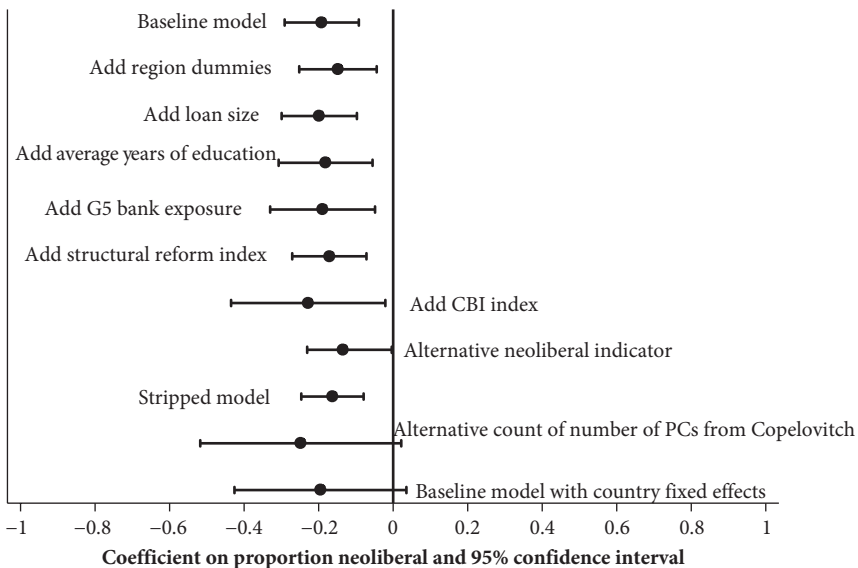 Baseline model
Add region dummies
Add loan size
Add average years of education
Add G5 bank exposure
Add structural reform index
Add CBI index
Alternative neoliberal indicator
Stripped model
Alternative count of number of PCs from Copelovitch
Baseline model with country fixed effects
−1 −0.8 −0.6 −0.4 −0.2 0 0.2 0.4 0.6 0.8 1
Coefficient on proportion neoliberal and 95% confidence interval